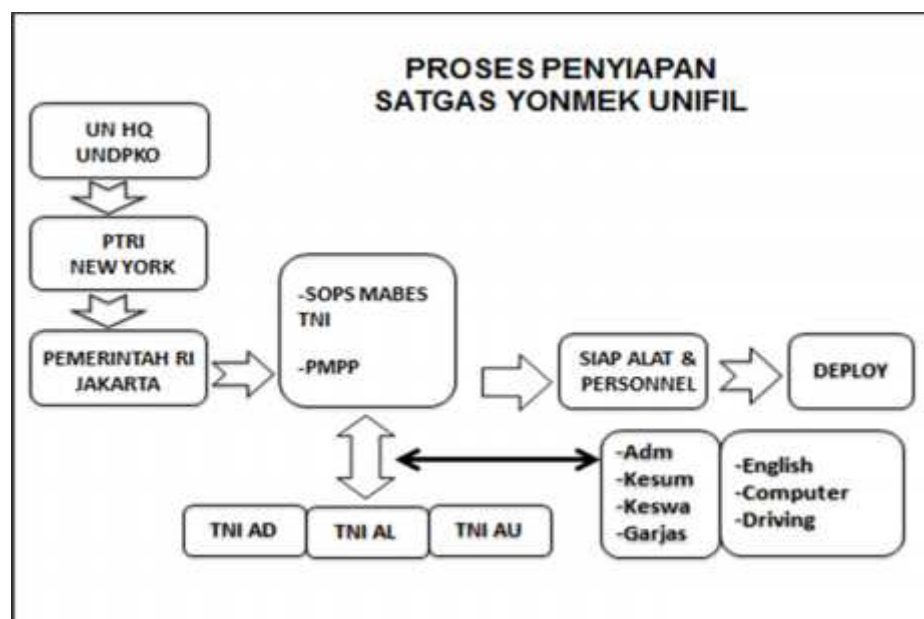 PROSES PENYIAPAN
SATGAS YONMEK UNIFIL
UN HQ
UNDPKO
PTRI
NEW YORK
PEMERINTAH RI
JAKARTA
-SOPS MABES
TNI
-PMPP
SIAP ALAT &
PERSONNEL
DEPLOY
TNI AD
TNI AL
TNI AU
-Adm
-Kesum
-Keswa
-Garjas
-English
-Computer
-Driving